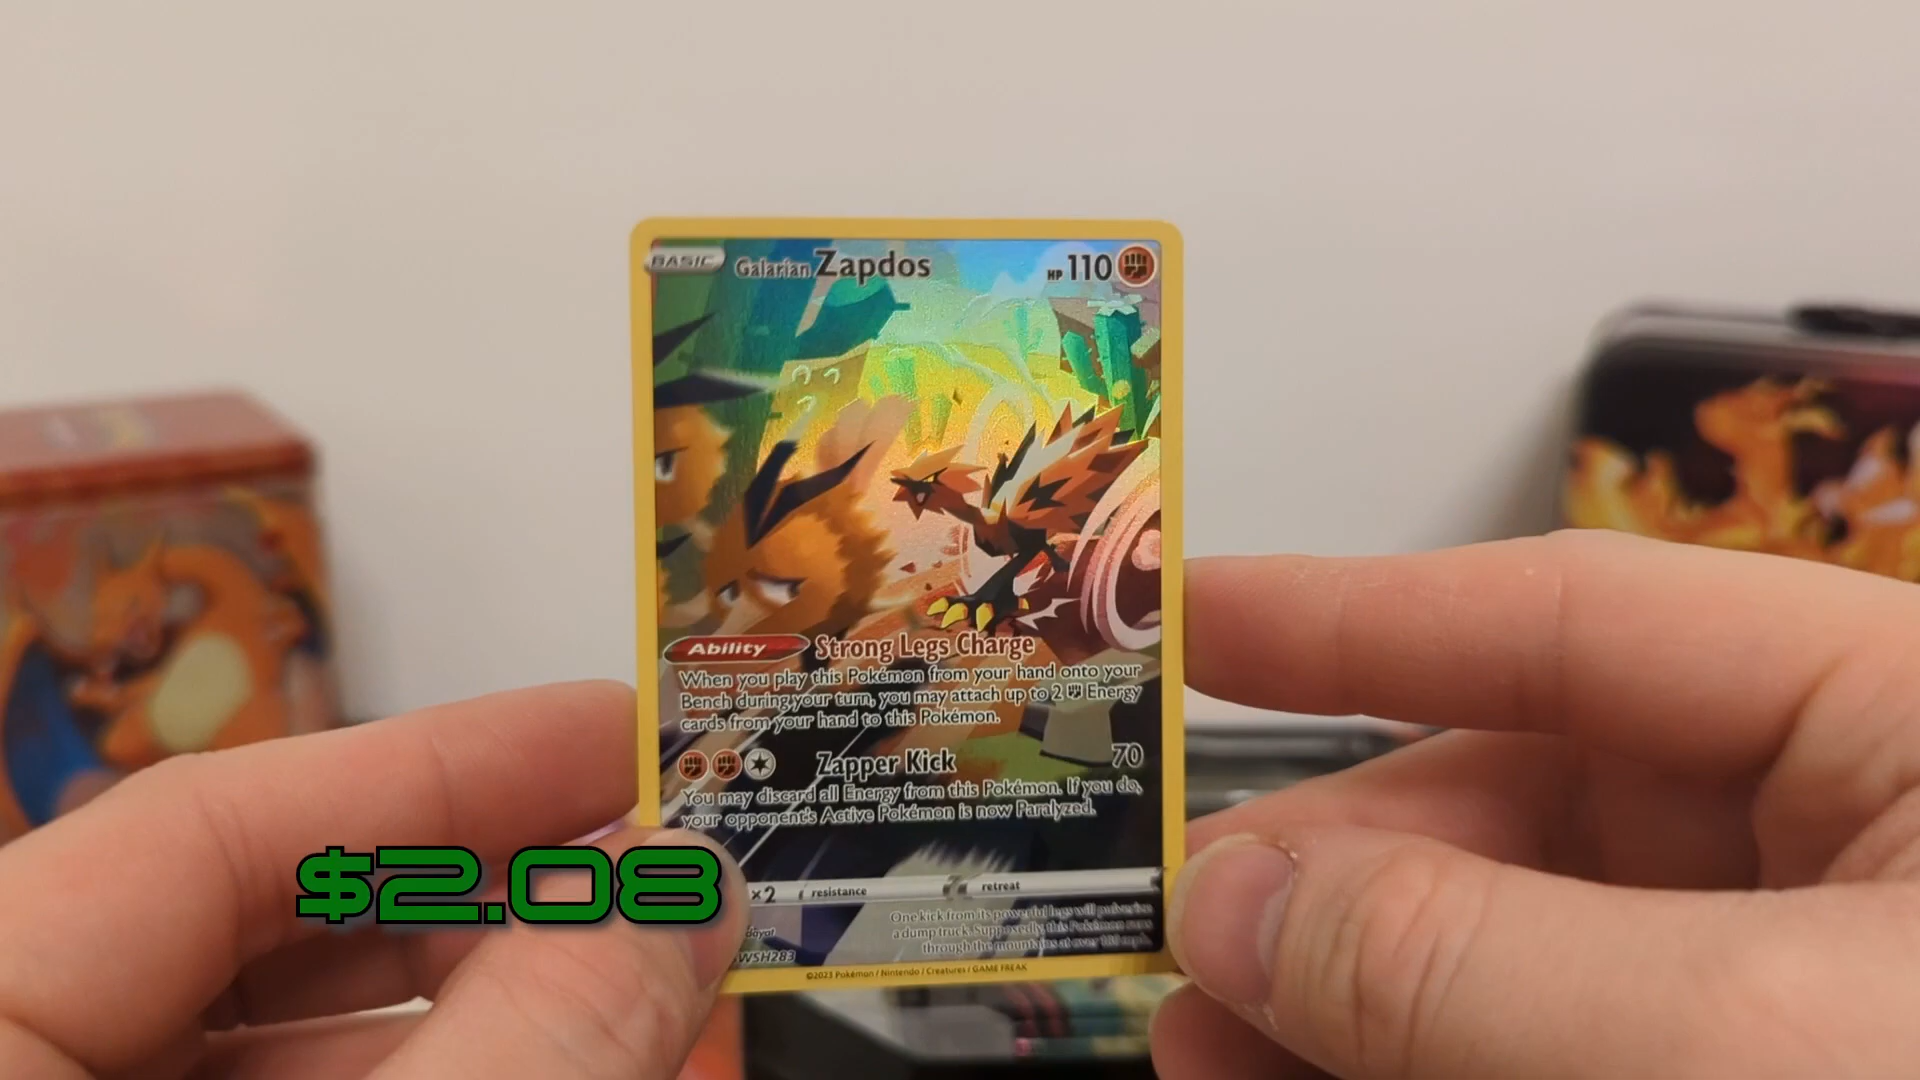 BASIC Galarian Zapdos HP 110
Ability Strong Legs Charge
When you play this Pokémon from your hand onto your
Bench during your turn, you may attach up to 2 Energy
cards from your hand to this Pokémon.
Zapper Kick 70
You may discard all Energy from this Pokémon. If you do,
your opponent's Active Pokémon is now Paralyzed.
$2.08
×2 resistance retreat
One kick from its powerful legs will pulverize
a dump truck. Supposedly, this Pokémon runs
through the mountains at over 180 mph.
WSH283
©2023 Pokémon / Nintendo / Creatures / GAME FREAK